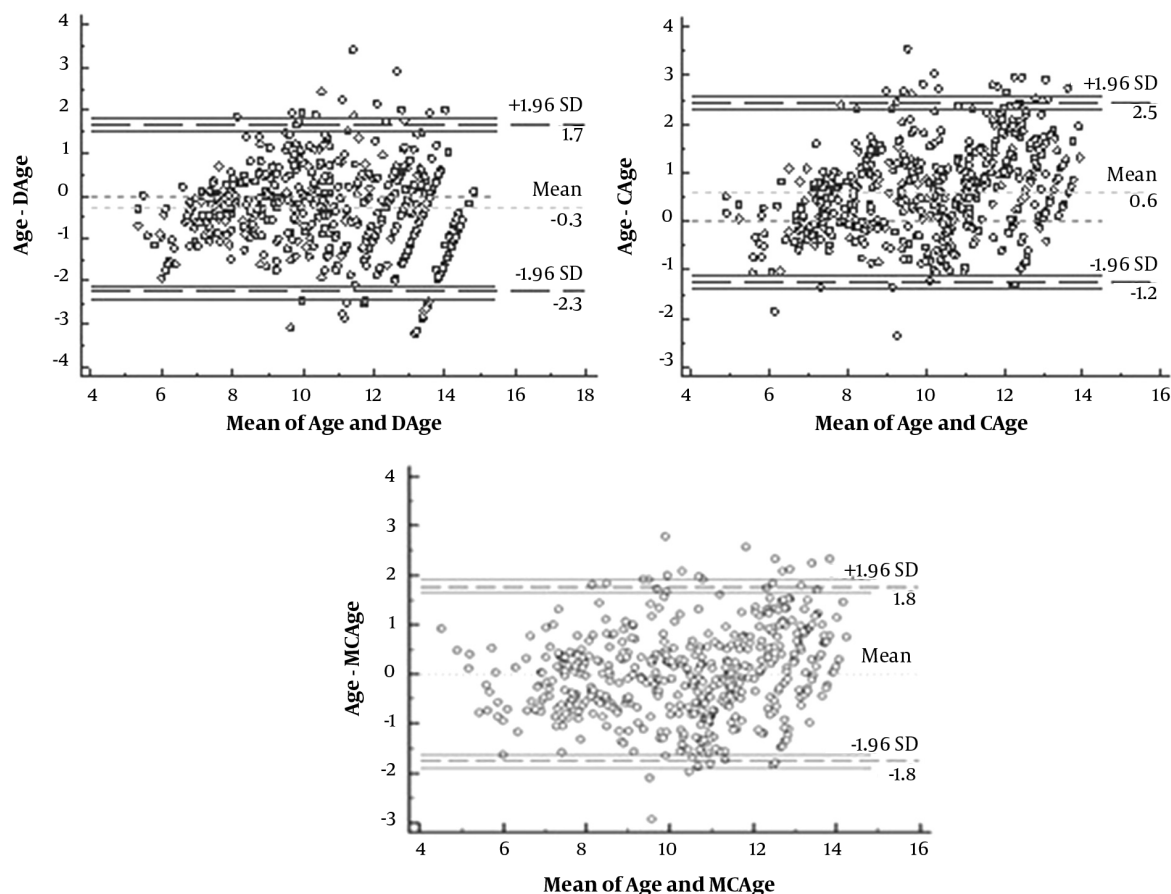 4
3
2
1
0
-1
-2
-3
-4
Age - DAge
+1.96 SD
1.7
Mean
-0.3
-1.96 SD
-2.3
4 6 8 10 12 14 16 18
Mean of Age and DAge
4
3
2
1
0
-1
-2
-3
Age - CAge
+1.96 SD
2.5
Mean
0.6
-1.96 SD
-1.2
4 6 8 10 12 14 16
Mean of Age and CAge
4
3
2
1
0
-1
-2
-3
Age - MCAge
+1.96 SD
1.8
Mean
-1.96 SD
-1.8
4 6 8 10 12 14 16
Mean of Age and MCAge